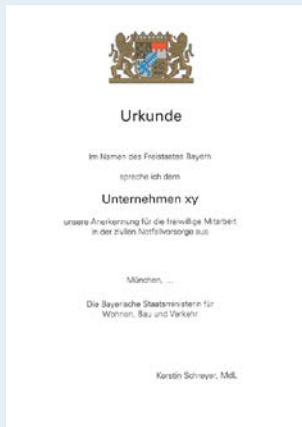 Urkunde
Im Namen des Freistaates Bayern
spreche ich dem
Unternehmen xy
unsere Anerkennung für die freiwillige Mitarbeit
in der zivilen Notfallvorsorge aus
München, ...
Die Bayerische Staatsministerin für
Wohnen, Bau und Verkehr
Kerstin Schreyer, MdL